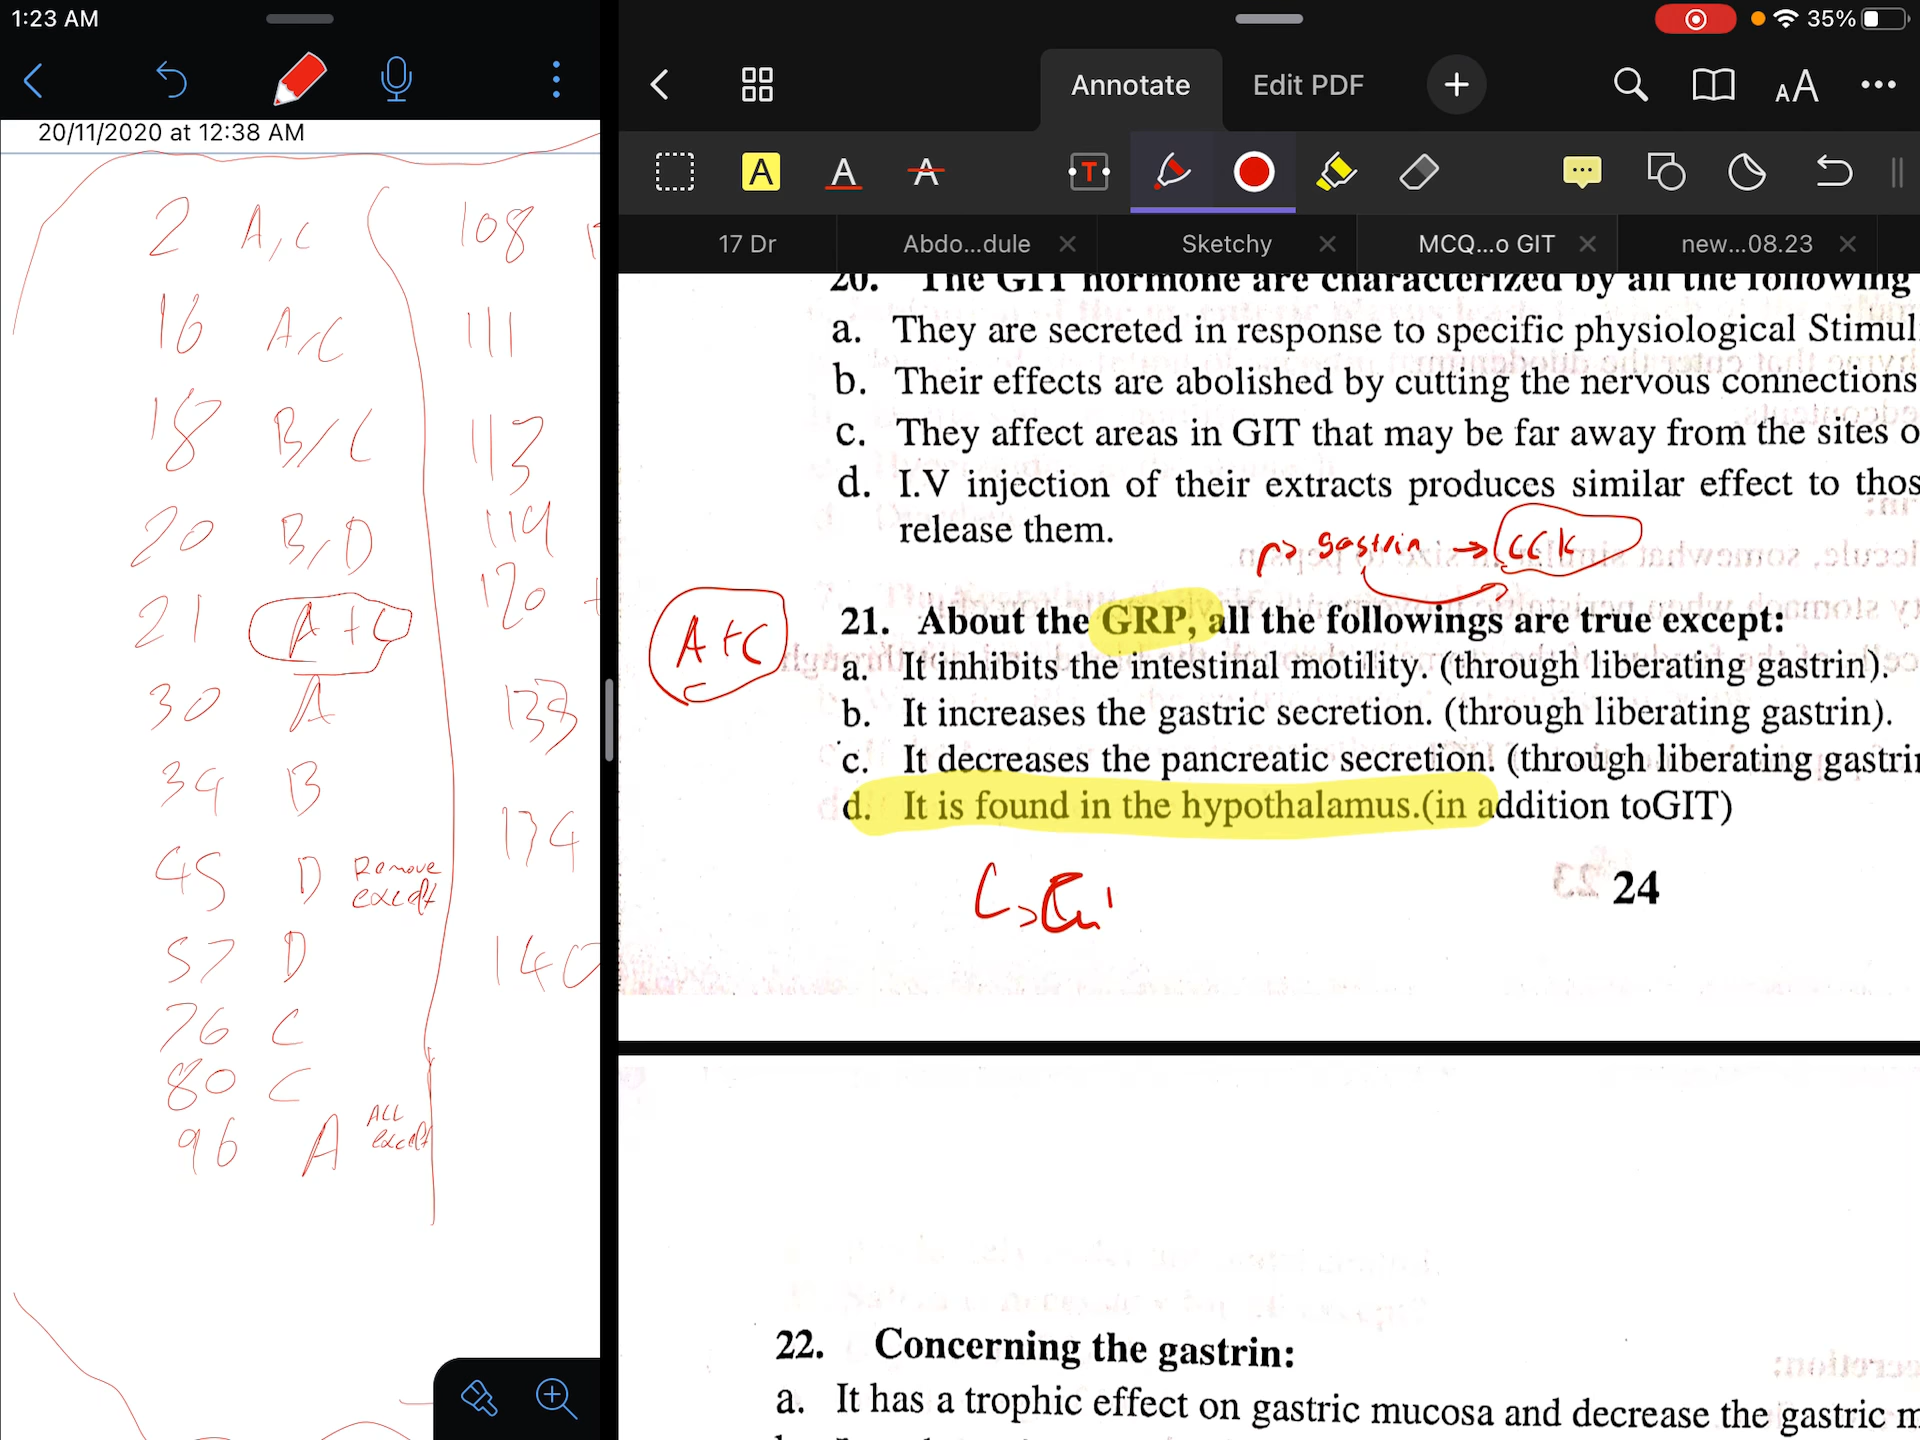 1:23 AM
35%
Annotate
Edit PDF
20/11/2020 at 12:38 AM
17 Dr
Abdo...dule
Sketchy
MCQ...o GIT
new...08.23
2 A,C
16 A,C
18 B/C
20 B/D
21 A+C
30 A
34 B
45 D Remove except
57 D
76 C
80 C
96 A ALL except
108
111
113
114
120 +
133
134
140
20. The GIT hormone are characterized by all the following
a. They are secreted in response to specific physiological Stimul
b. Their effects are abolished by cutting the nervous connections
c. They affect areas in GIT that may be far away from the sites o
d. I.V injection of their extracts produces similar effect to thos
release them.
gastrin → CCK
A+C
21. About the GRP, all the followings are true except:
a. It inhibits the intestinal motility. (through liberating gastrin).
b. It increases the gastric secretion. (through liberating gastrin).
c. It decreases the pancreatic secretion. (through liberating gastrin
d. It is found in the hypothalamus.(in addition toGIT)
24
22. Concerning the gastrin:
a. It has a trophic effect on gastric mucosa and decrease the gastric m